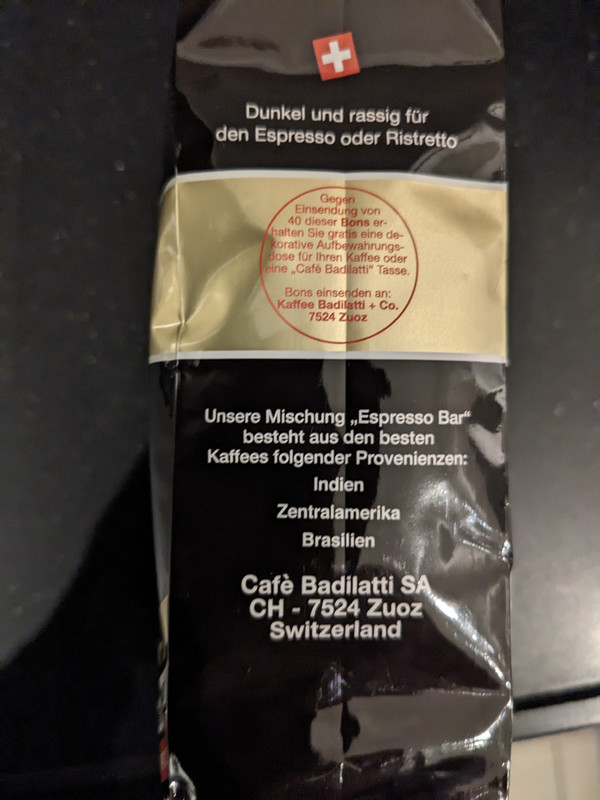 Dunkel und rassig für
den Espresso oder Ristretto
Gegen
Einsendung von
40 dieser Bons er-
halten Sie gratis eine de-
korative Aufbewahrungs-
dose für Ihren Kaffee oder
eine „Cafè Badilatti“ Tasse.
Bons einsenden an:
Kaffee Badilatti + Co.
7524 Zuoz
Unsere Mischung „Espresso Bar“
besteht aus den besten
Kaffees folgender Provenienzen:
Indien
Zentralamerika
Brasilien
Cafè Badilatti SA
CH - 7524 Zuoz
Switzerland